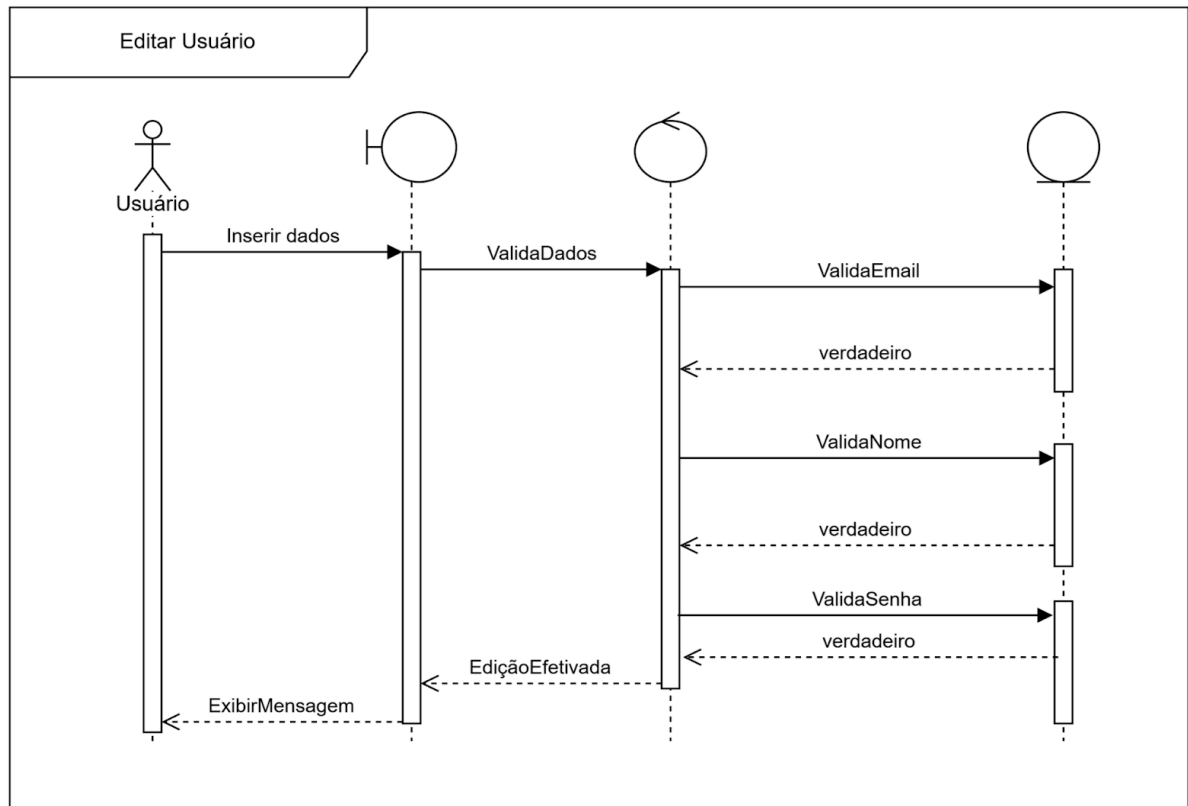 Editar Usuário
Usuário
Inserir dados
ValidaDados
ValidaEmail
verdadeiro
ValidaNome
verdadeiro
ValidaSenha
verdadeiro
EdiçãoEfetivada
ExibirMensagem